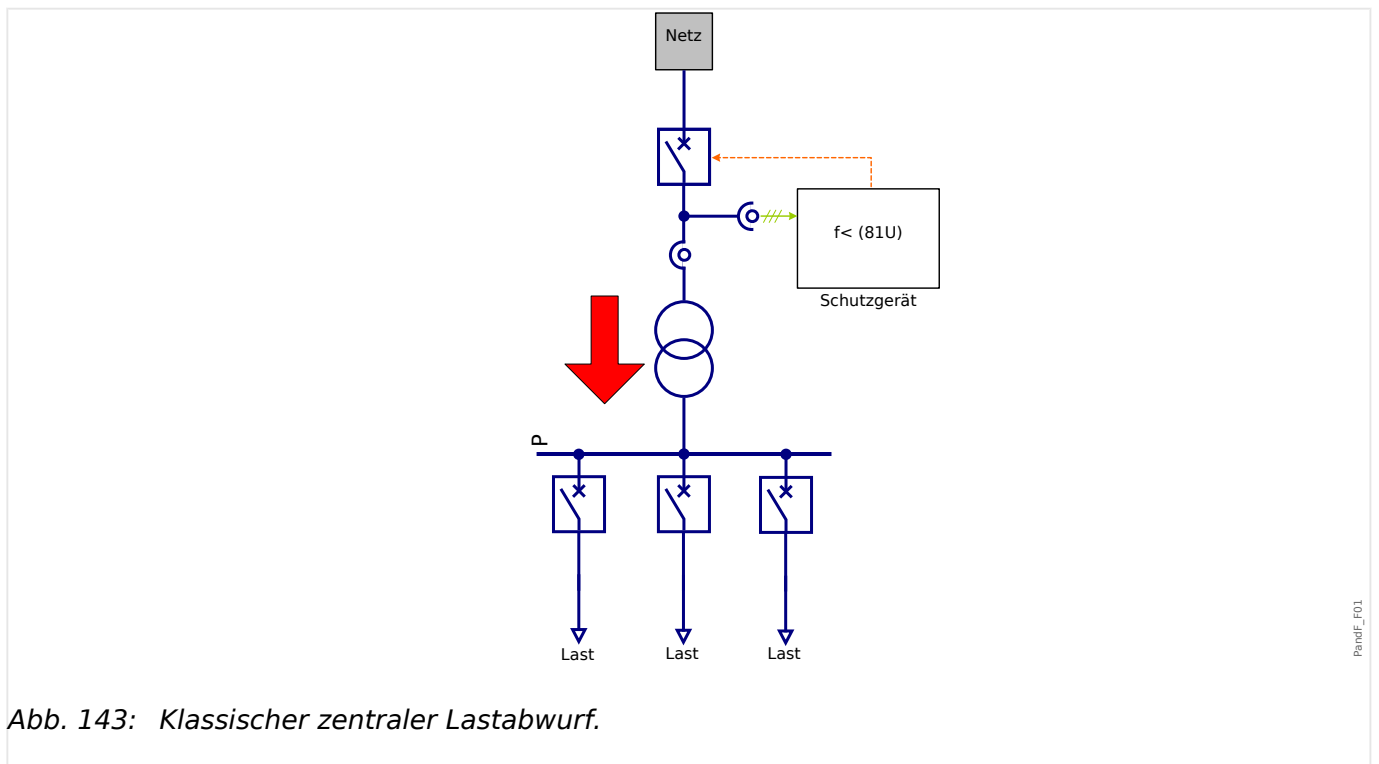 Netz
f< (81U)
Schutzgerät
P
Last
Last
Last
PandF_F01
Abb. 143: Klassischer zentraler Lastabwurf.